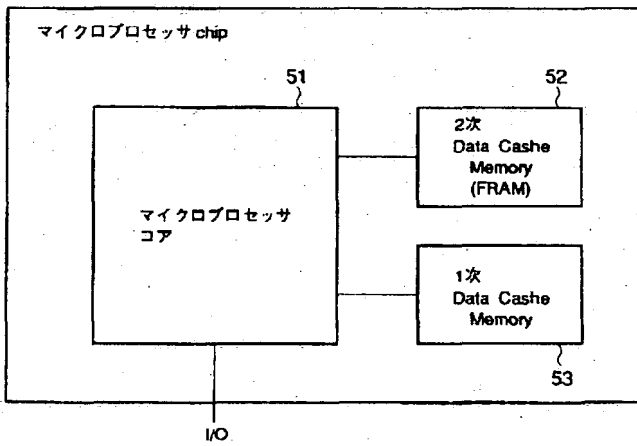 マイクロプロセッサ chip
51
52
マイクロプロセッサ
コア
2次
Data Cashe
Memory
(FRAM)
1次
Data Cashe
Memory
53
I/O